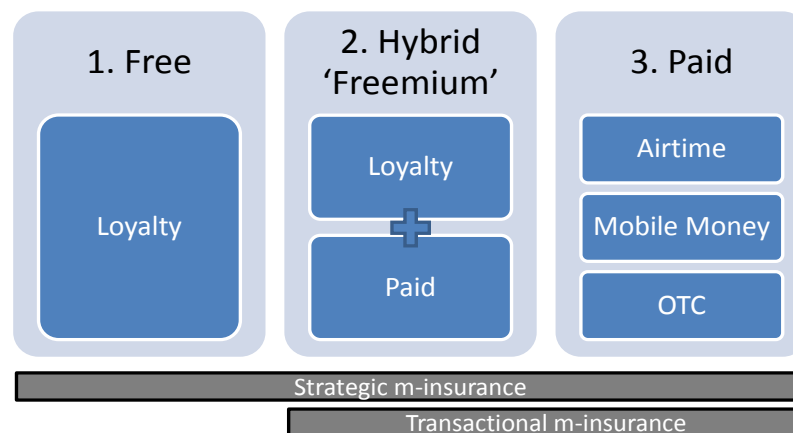 1. Free
Loyalty
2. Hybrid
‘Freemium’
Loyalty
Paid
3. Paid
Airtime
Mobile Money
OTC
Strategic m-insurance
Transactional m-insurance